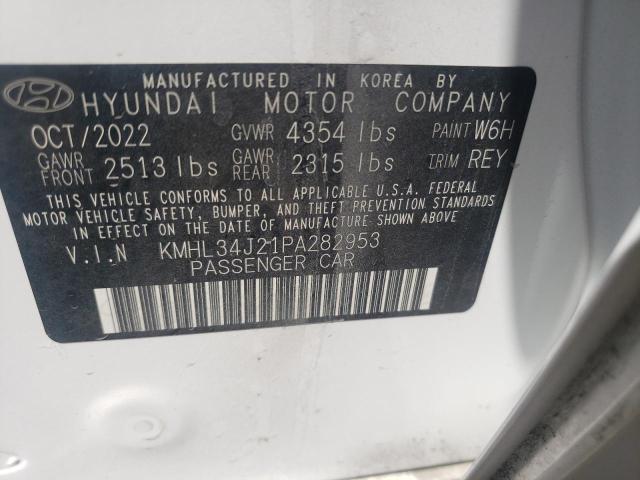 MANUFACTURED IN KOREA BY
HYUNDAI MOTOR COMPANY
OCT/2022 GVWR 4354 lbs PAINT W6H
GAWR FRONT 2513 lbs GAWR REAR 2315 lbs TRIM REY
THIS VEHICLE CONFORMS TO ALL APPLICABLE U.S.A. FEDERAL
MOTOR VEHICLE SAFETY, BUMPER, AND THEFT PREVENTION STANDARDS
IN EFFECT ON THE DATE OF MANUFACTURE SHOWN ABOVE.
V.I.N KMHL34J21PA282953
PASSENGER CAR